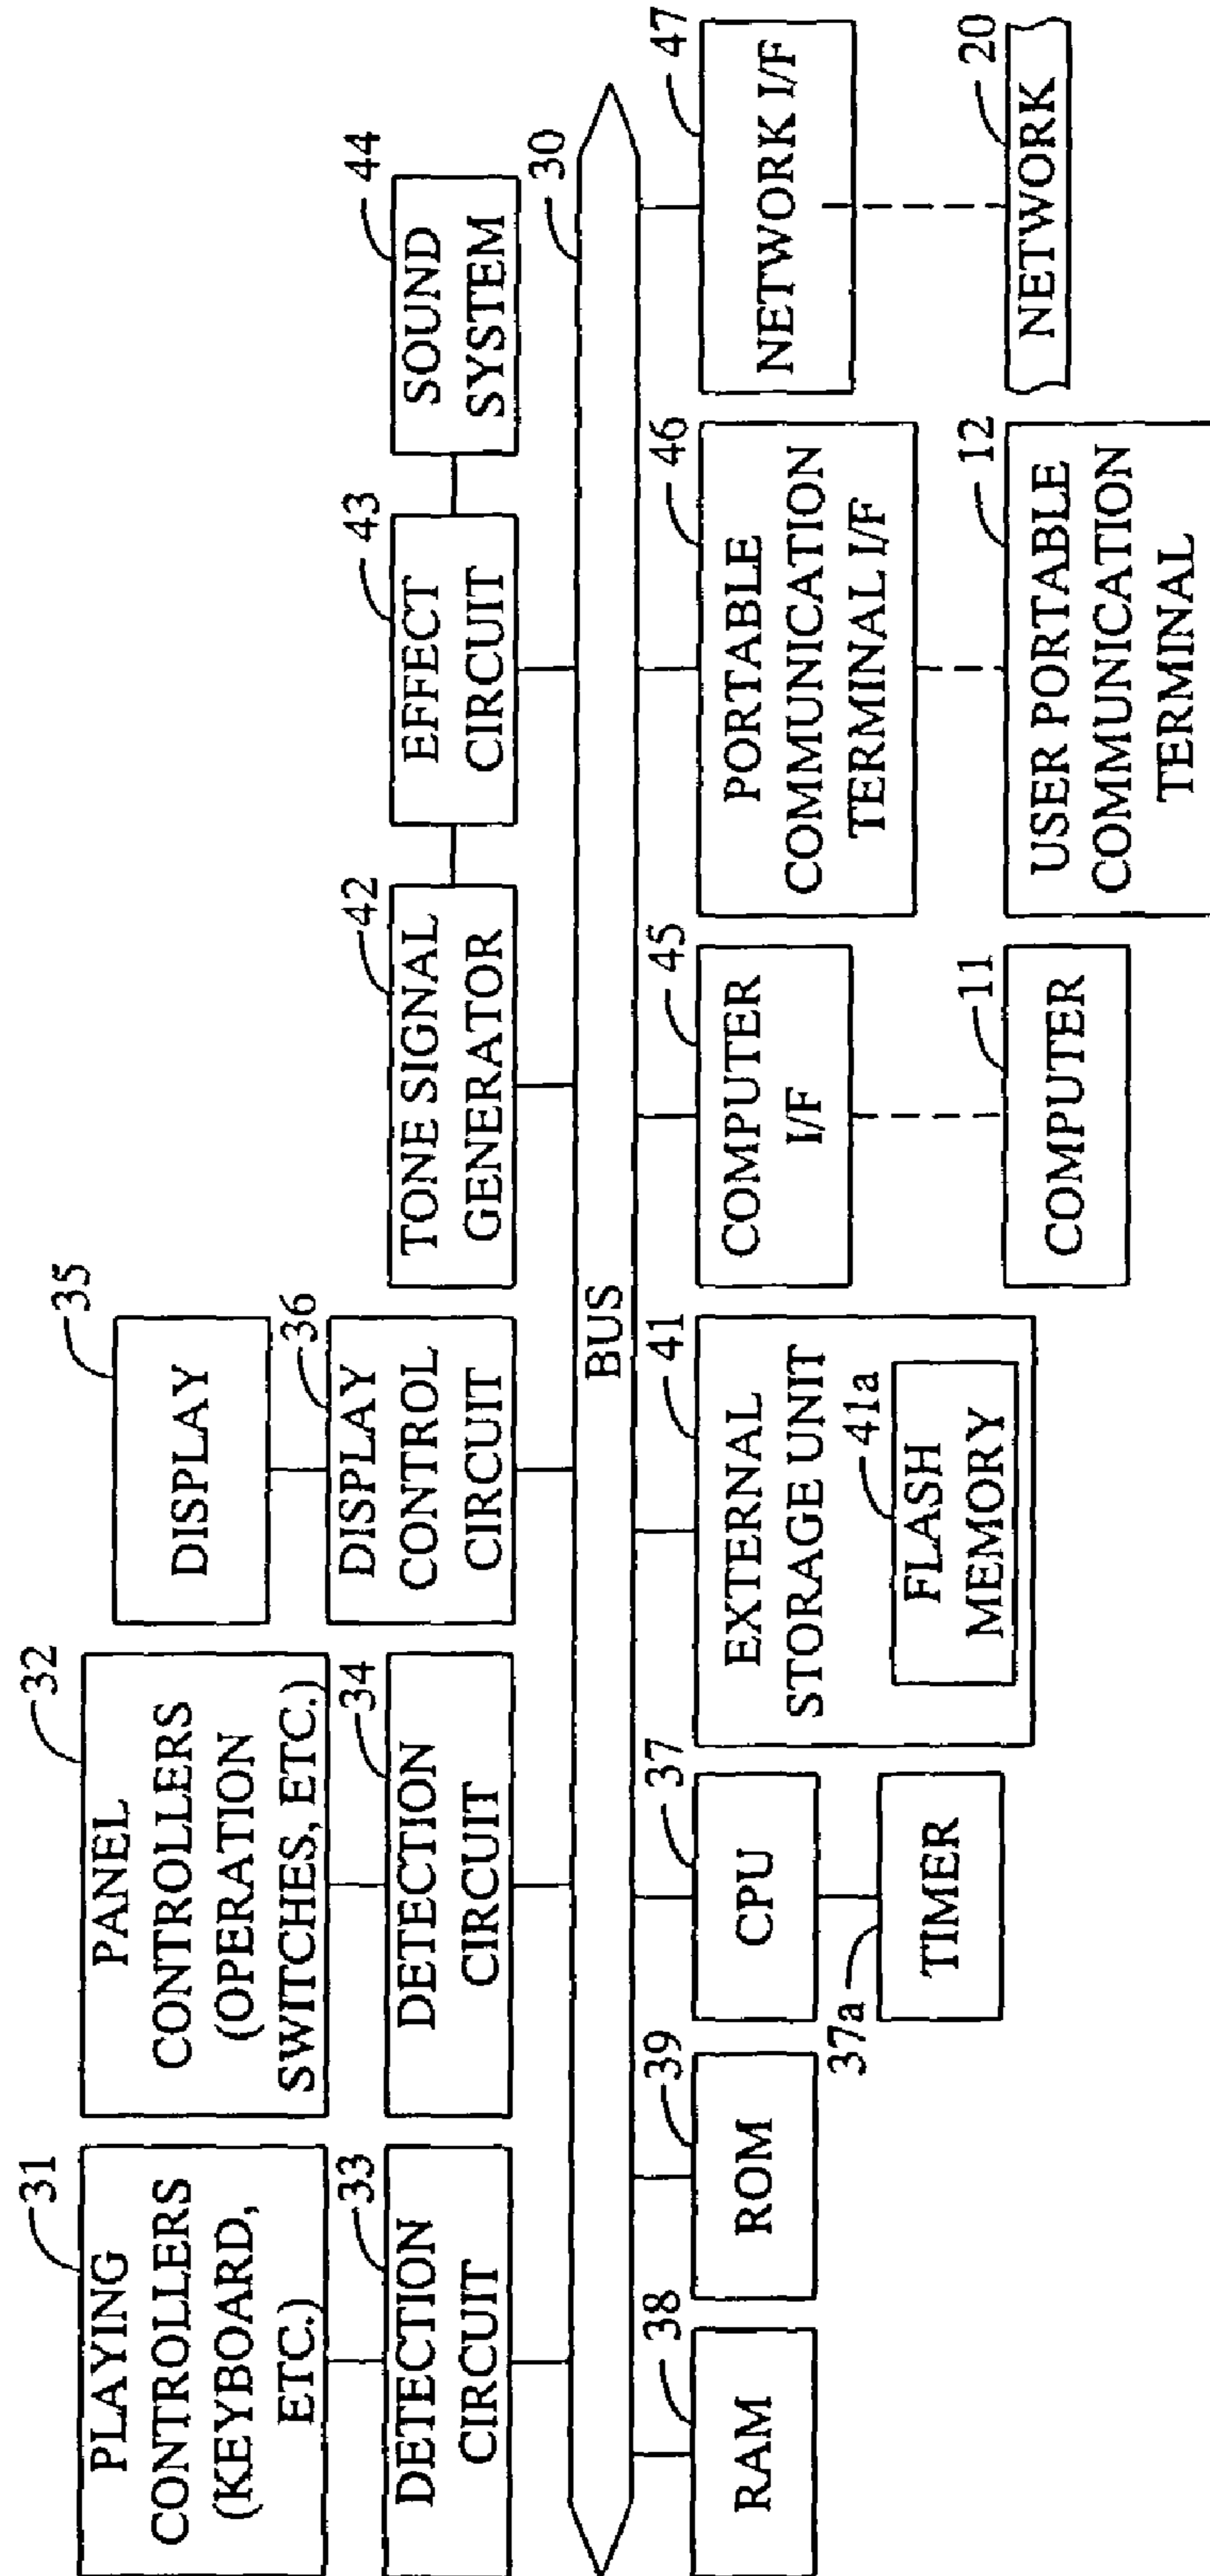 31
PLAYING
CONTROLLERS
(KEYBOARD,
ETC.)
32
PANEL
CONTROLLERS
(OPERATION
SWITCHES, ETC.)
35
DISPLAY
33
DETECTION
CIRCUIT
34
DETECTION
CIRCUIT
36
DISPLAY
CONTROL
CIRCUIT
42
TONE SIGNAL
GENERATOR
43
EFFECT
CIRCUIT
44
SOUND
SYSTEM
BUS
30
38
RAM
39
ROM
37
CPU
37a
TIMER
41
EXTERNAL
STORAGE UNIT
41a
FLASH
MEMORY
45
COMPUTER
I/F
11
COMPUTER
46
PORTABLE
COMMUNICATION
TERMINAL I/F
12
USER PORTABLE
COMMUNICATION
TERMINAL
47
NETWORK I/F
20
NETWORK